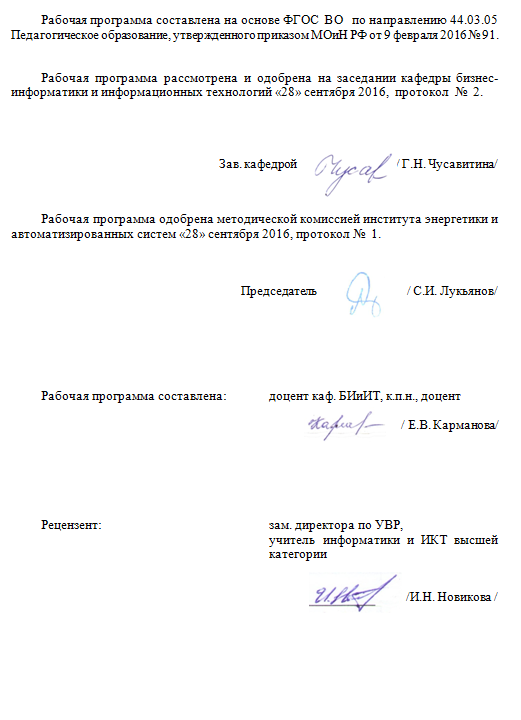 Рабочая программа составлена на основе ФГОС ВО по направлению 44.03.05
Педагогическое образование, утвержденного приказом МОиН РФ от 9 февраля 2016 № 91.
Рабочая программа рассмотрена и одобрена на заседании кафедры бизнес-
информатики и информационных технологий «28» сентября 2016, протокол № 2.
Зав. кафедрой Чусав / Г.Н. Чусавитина/
Рабочая программа одобрена методической комиссией института энергетики и
автоматизированных систем «28» сентября 2016, протокол № 1.
Председатель / С.И. Лукьянов/
Рабочая программа составлена: доцент каф. БИиИТ, к.п.н., доцент
/ Е.В. Карманова/
Рецензент: зам. директора по УВР,
учитель информатики и ИКТ высшей
категории
/И.Н. Новикова /